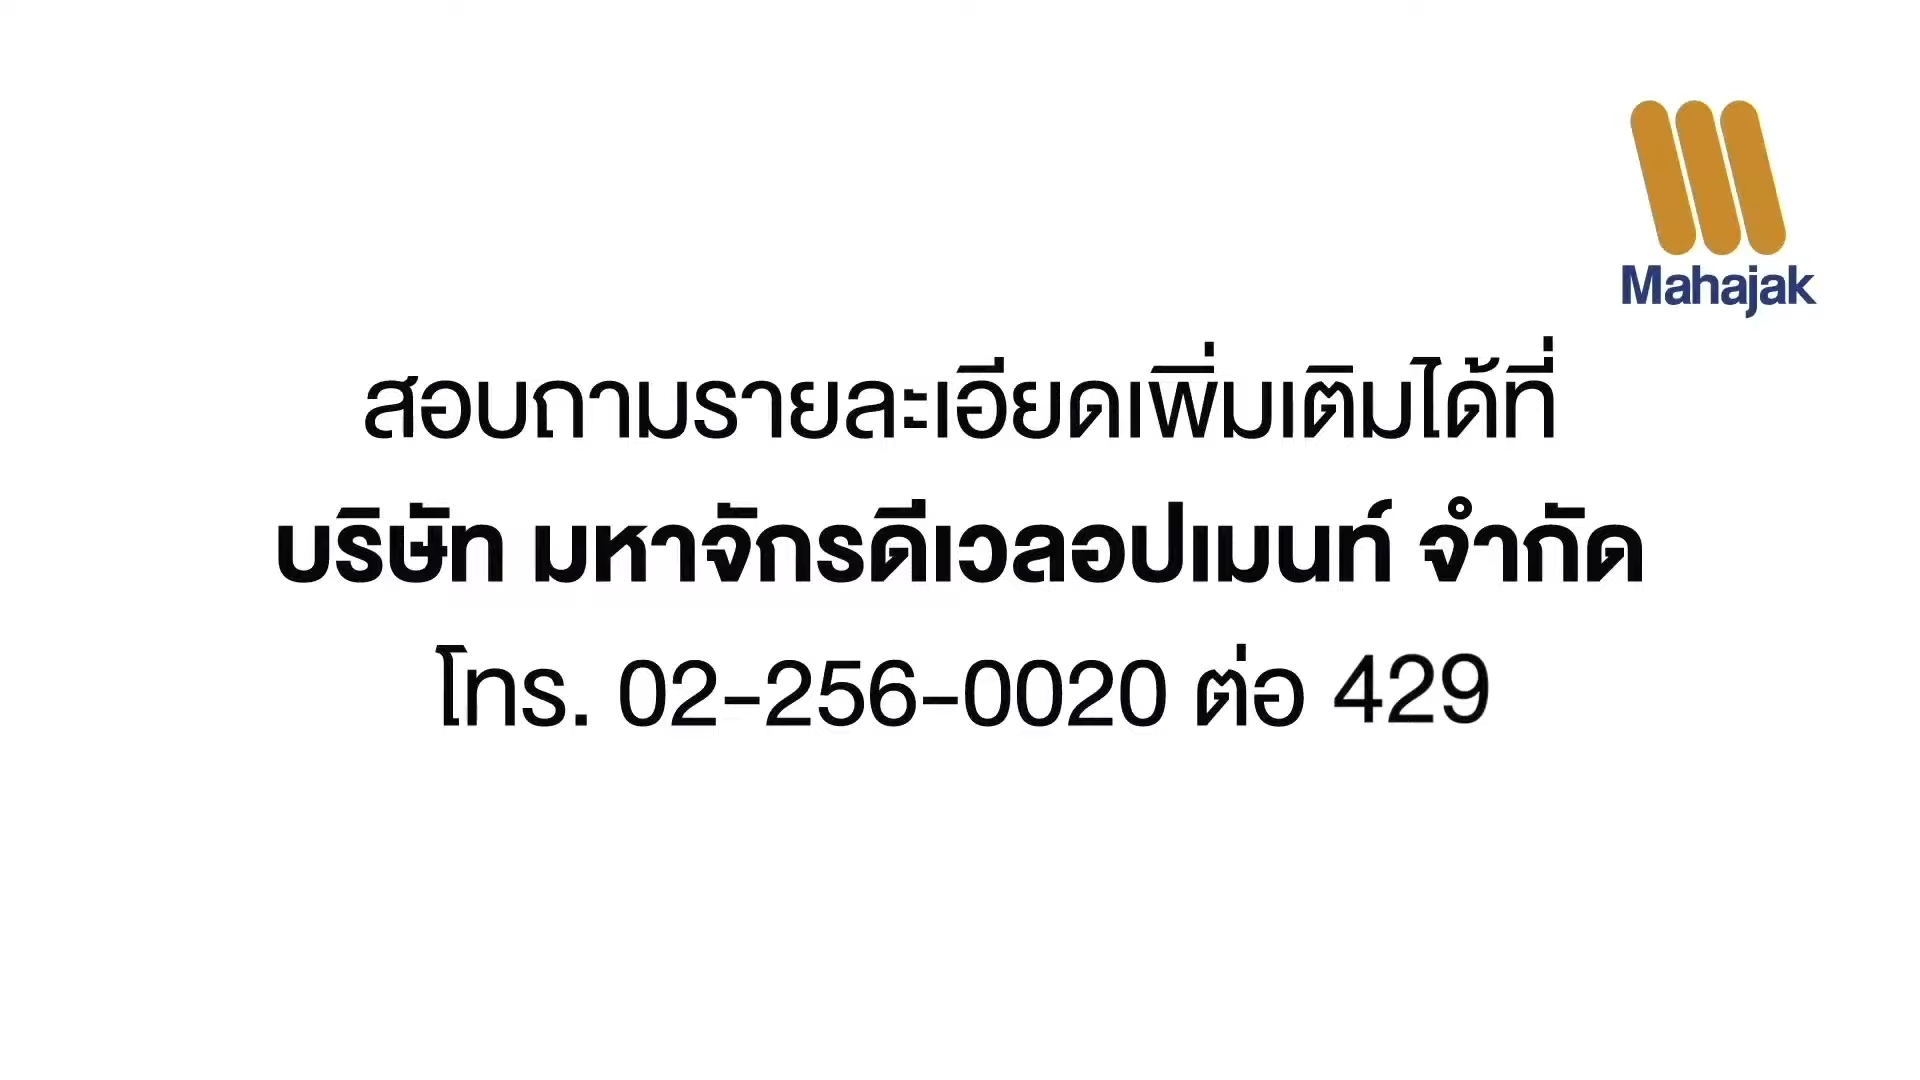 Mahajak
สอบถามรายละเอียดเพิ่มเติมได้ที่
บริษัท มหาจักรดีเวลอปเมนท์ จำกัด
โทร. 02-256-0020 ต่อ 429